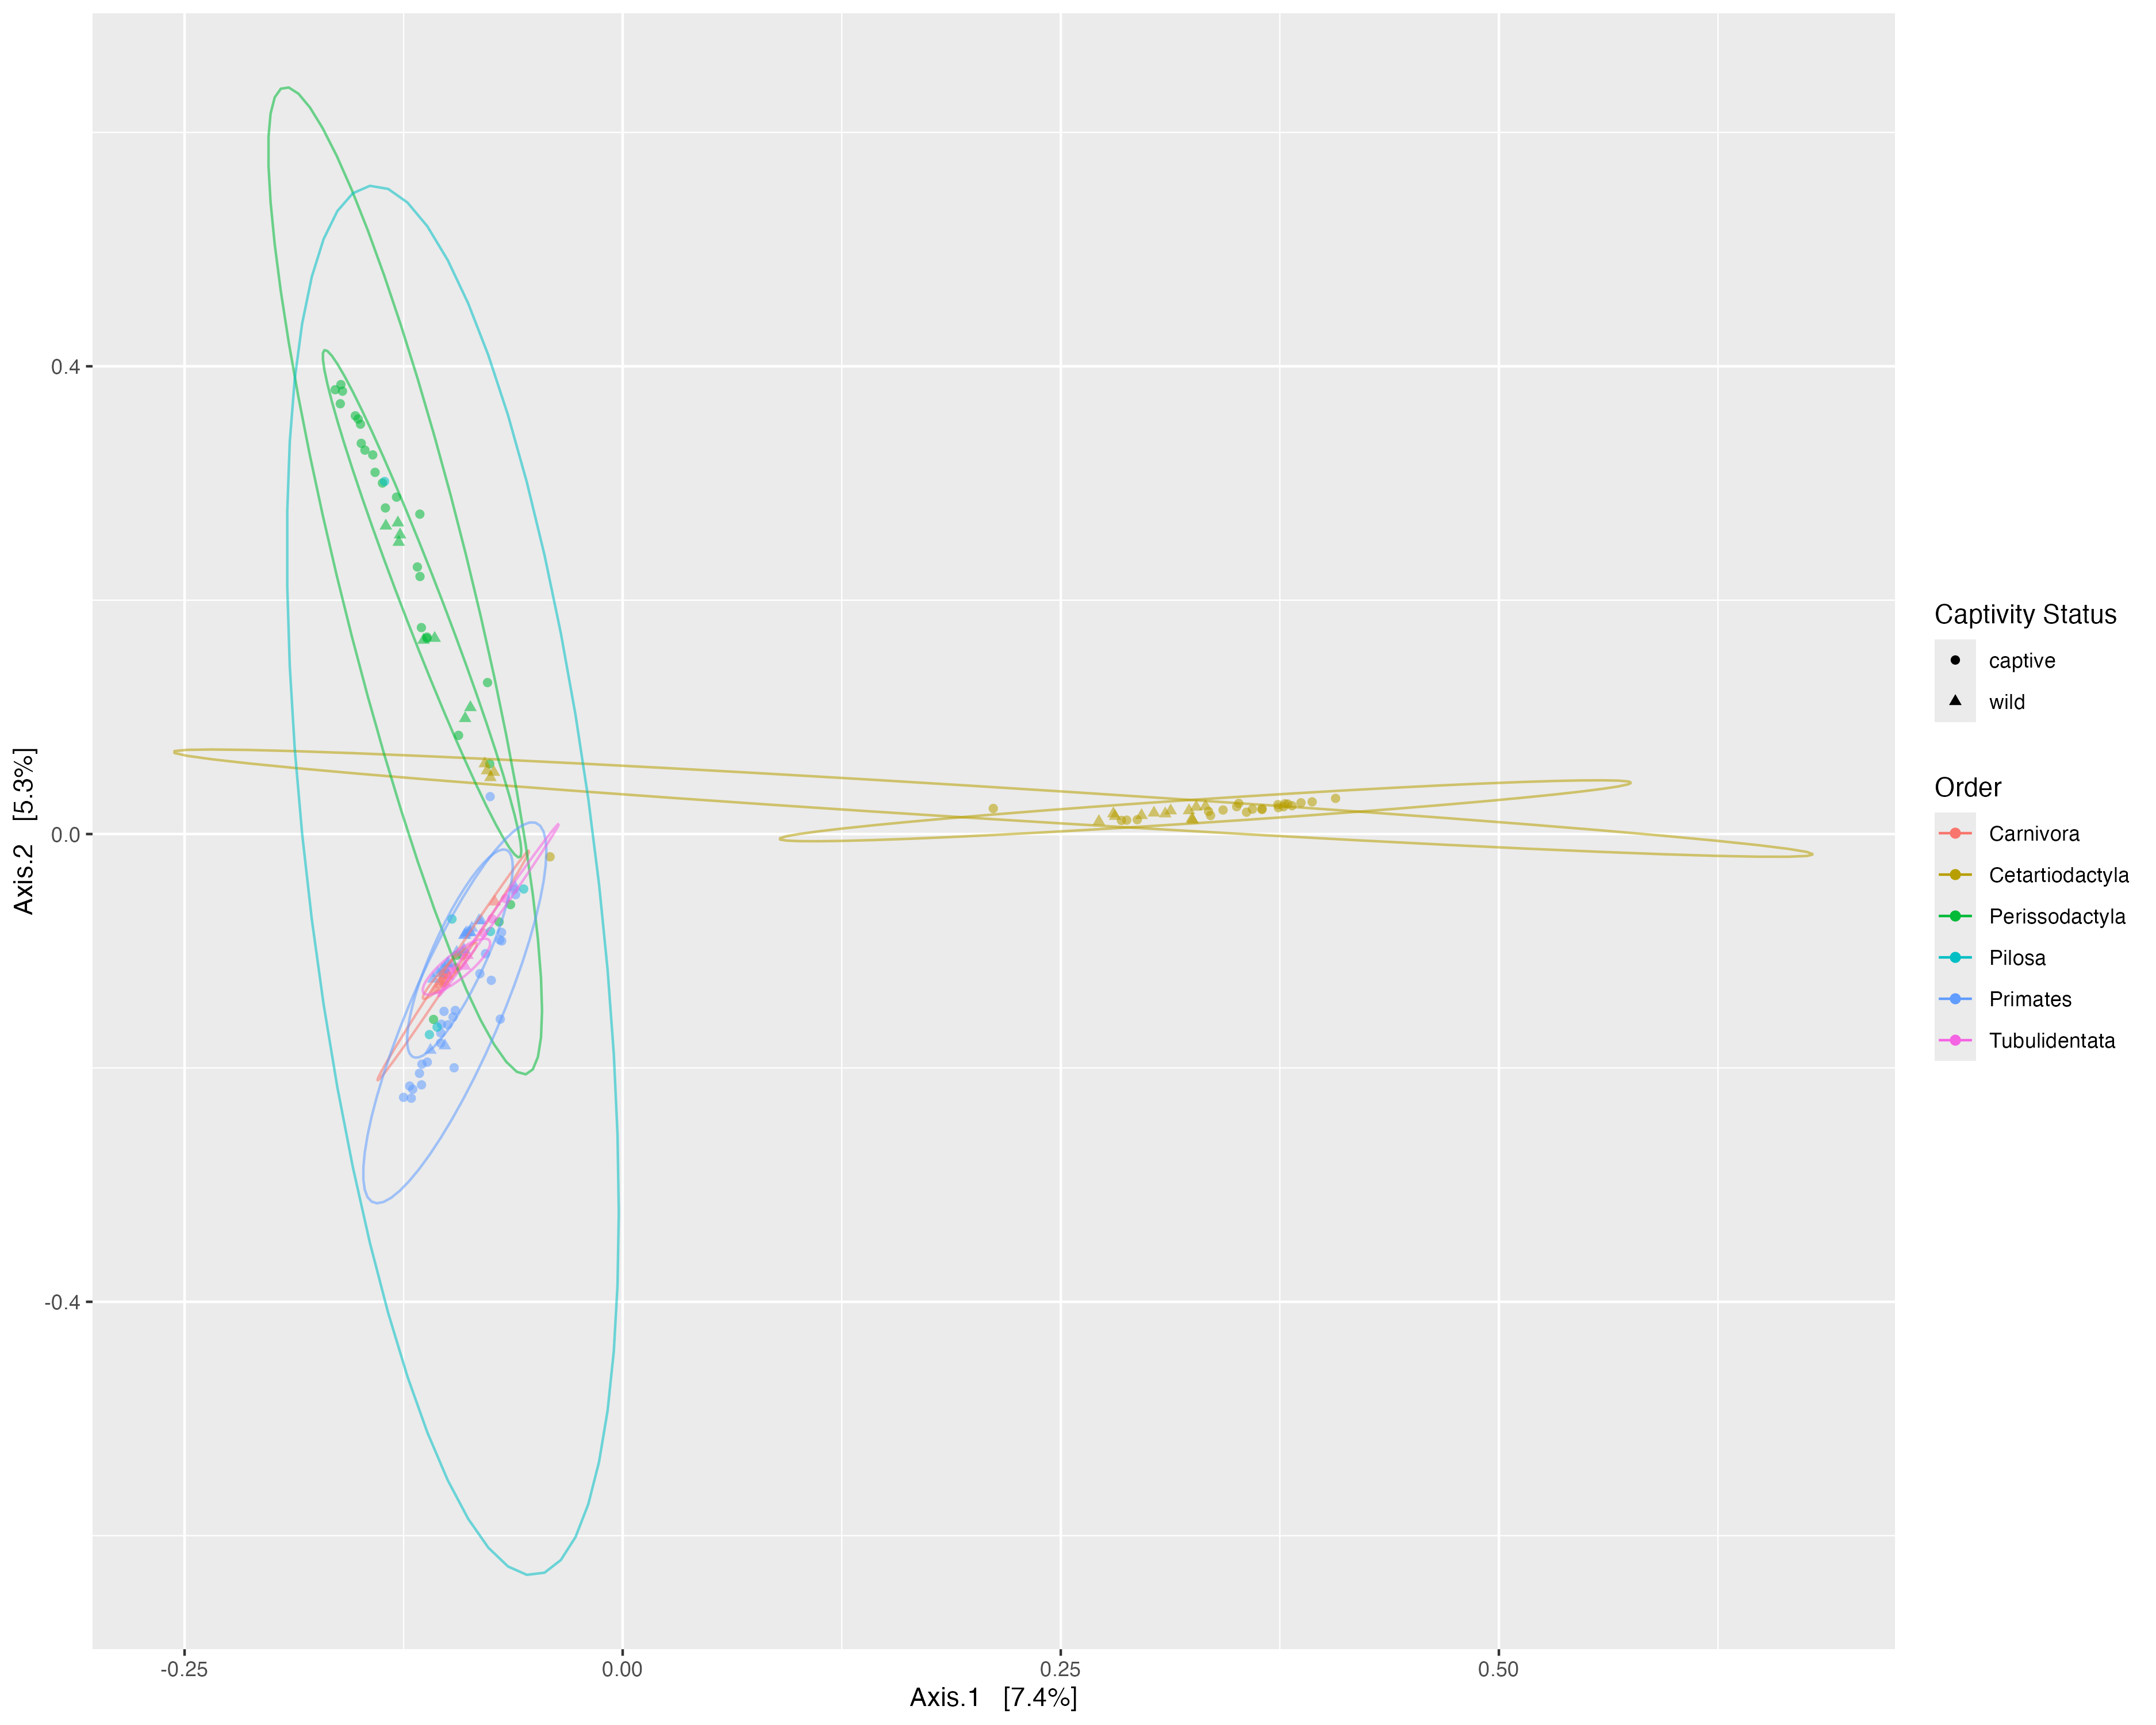 Axis.2 [5.3%]
0.4
0.0
-0.4
-0.25
0.00
0.25
0.50
Axis.1 [7.4%]
Captivity Status
captive
wild
Order
Carnivora
Cetartiodactyla
Perissodactyla
Pilosa
Primates
Tubulidentata